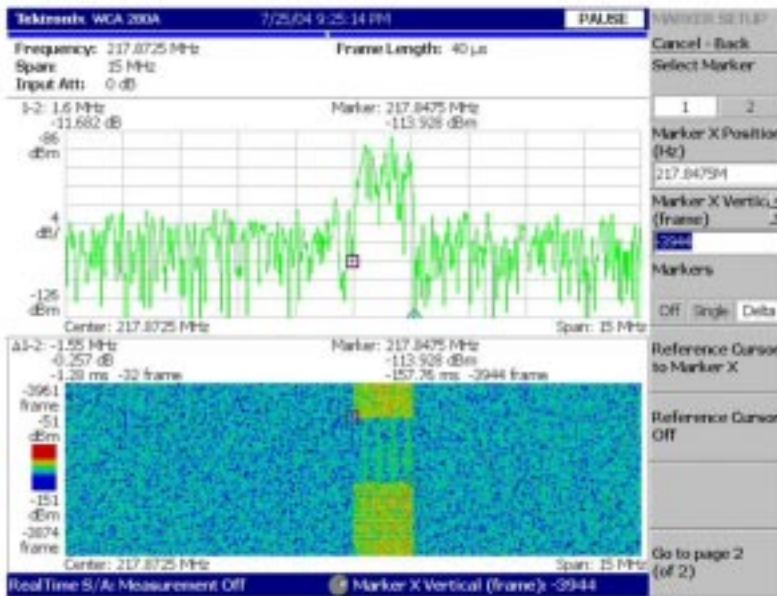 Tektronix WCA 200A 7/25/04 9:25:14 PM PAUSE
Frequency: 217.8725 MHz Frame Length: 40 µs
Span: 15 MHz
Input Att: 0 dB
1-2: 1.6 MHz Marker: 217.8475 MHz
-11.682 dB -113.928 dBm
-86
dBm
4
dB/
-126
dBm
Center: 217.8725 MHz Span: 15 MHz
Δ1-2: -1.55 MHz Marker: 217.8475 MHz
-0.257 dB -113.928 dBm
-1.28 ms -32 frame -157.76 ms -3944 frame
-3961
frame
-51
dBm
-151
dBm
-3874
frame
Center: 217.8725 MHz Span: 15 MHz
RealTime S/A: Measurement Off Marker X Vertical (frame): -3944
MARKER SETUP
Cancel - Back
Select Marker
1 2
Marker X Position
(Hz)
217.8475M
Marker X
(frame)
-3944
Markers
Off Single Delta
Reference Cursor
to Marker X
Reference Cursor
Off
Go to page 2
(of 2)